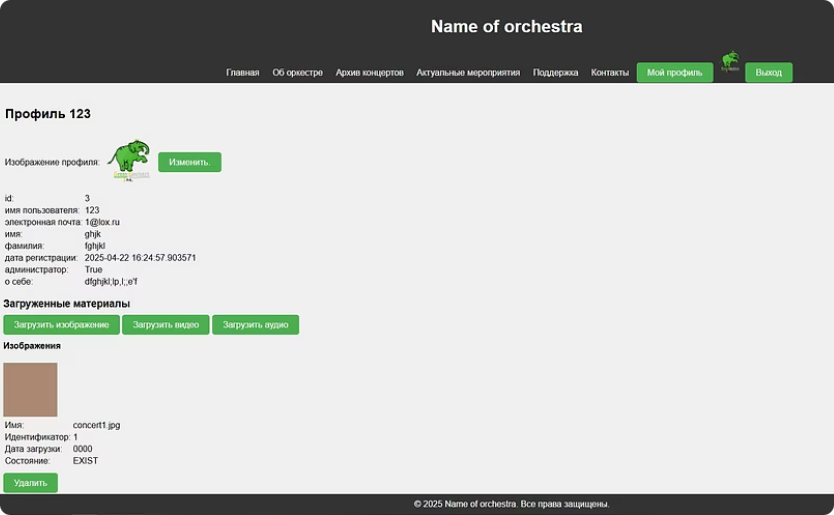 Name of orchestra
Главная Об оркестре Архив концертов Актуальные мероприятия Поддержка Контакты Мой профиль Выход
Профиль 123
Изображение профиля: Изменить
id: 3
имя пользователя: 123
электронная почта: 1@lox.ru
имя: ghjk
фамилия: fghjkl
дата регистрации: 2025-04-22 16:24:57.903571
администратор: True
о себе: dfghjkl;lp,l;;e'f
Загруженные материалы
Загрузить изображение Загрузить видео Загрузить аудио
Изображения
Имя: concert1.jpg
Идентификатор: 1
Дата загрузки: 0000
Состояние: EXIST
Удалить
© 2025 Name of orchestra. Все права защищены.